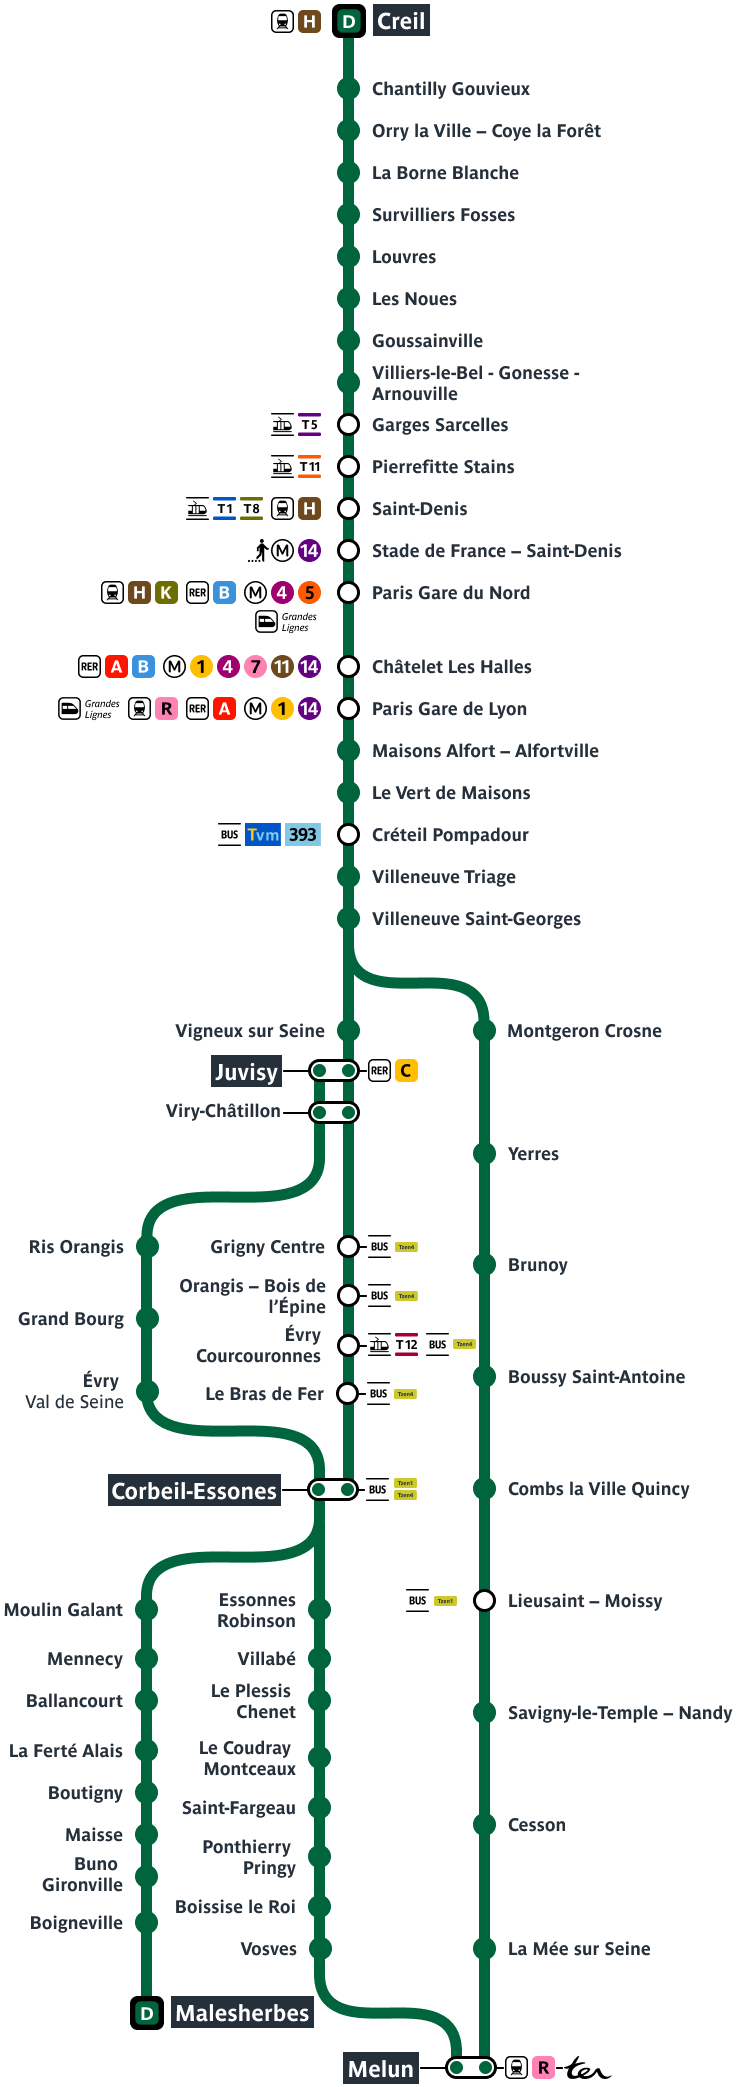 H D Creil
Chantilly Gouvieux
Orry la Ville – Coye la Forêt
La Borne Blanche
Survilliers Fosses
Louvres
Les Noues
Goussainville
Villiers-le-Bel - Gonesse -
Arnouville
T5 Garges Sarcelles
T11 Pierrefitte Stains
T1 T8 H Saint-Denis
M 14 Stade de France – Saint-Denis
H K RER B M 4 5 Paris Gare du Nord
Grandes
Lignes
RER A B M 1 4 7 11 14 Châtelet Les Halles
Grandes
Lignes
R RER A M 1 14 Paris Gare de Lyon
Maisons Alfort – Alfortville
Le Vert de Maisons
BUS Tvm 393 Créteil Pompadour
Villeneuve Triage
Villeneuve Saint-Georges
Vigneux sur Seine
Montgeron Crosne
Juvisy RER C
Viry-Châtillon
Yerres
Ris Orangis
Grigny Centre BUS Tzen4
Brunoy
Orangis – Bois de
l'Épine
BUS Tzen4
Grand Bourg
Évry
Courcouronnes
T12 BUS Tzen4
Boussy Saint-Antoine
Évry
Val de Seine
Le Bras de Fer BUS Tzen4
Corbeil-Essones BUS Tzen1
Tzen4
Combs la Ville Quincy
BUS Tzen1 Lieusaint – Moissy
Moulin Galant
Essonnes
Robinson
Mennecy
Villabé
Ballancourt
Le Plessis
Chenet
Savigny-le-Temple – Nandy
La Ferté Alais
Le Coudray
Montceaux
Boutigny
Saint-Fargeau
Cesson
Maisse
Ponthierry
Pringy
Buno
Gironville
Boissise le Roi
Boigneville
Vosves
La Mée sur Seine
D Malesherbes
Melun R ter